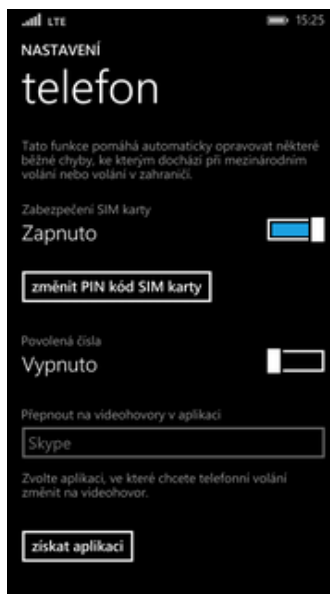 LTE 15:25
NASTAVENÍ
telefon
Tato funkce pomáhá automaticky opravovat některé
běžné chyby, ke kterým dochází při mezinárodním
volání nebo volání v zahraničí.
Zabezpečení SIM karty
Zapnuto
změnit PIN kód SIM karty
Povolená čísla
Vypnuto
Přepnout na videohovory v aplikaci
Skype
Zvolte aplikaci, ve které chcete telefonní volání
změnit na videohovor.
získat aplikaci